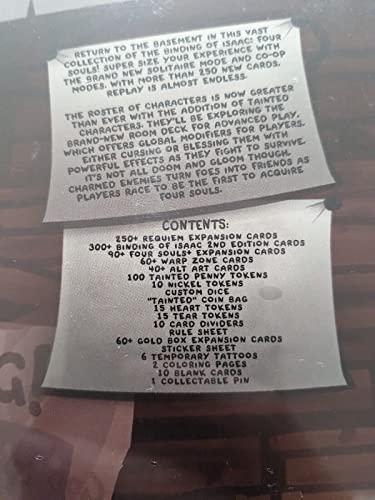 RETURN TO THE BASEMENT IN THIS VAST
COLLECTION OF THE BINDING OF ISAAC: FOUR
SOULS! SUPER SIZE YOUR EXPERIENCE WITH
THE BRAND NEW SOLITAIRE MODE AND CO-OP
MODES. WITH MORE THAN 250 NEW CARDS,
REPLAY IS ALMOST ENDLESS.
THE ROSTER OF CHARACTERS IS NOW GREATER
THAN EVER WITH THE ADDITION OF TAINTED
CHARACTERS. THEY'LL BE EXPLORING THE
BRAND-NEW ROOM DECK FOR ADVANCED PLAY,
WHICH OFFERS GLOBAL MODIFIERS FOR PLAYERS,
EITHER CURSING OR BLESSING THEM WITH
POWERFUL EFFECTS AS THEY FIGHT TO SURVIVE.
IT'S NOT ALL DOOM AND GLOOM THOUGH,
CHARMED ENEMIES TURN FOES INTO FRIENDS AS
PLAYERS RACE TO BE THE FIRST TO ACQUIRE
FOUR SOULS.
CONTENTS:
250+ REQUIEM EXPANSION CARDS
300+ BINDING OF ISAAC 2ND EDITION CARDS
90+ FOUR SOULS+ EXPANSION CARDS
60+ WARP ZONE CARDS
40+ ALT ART CARDS
100 TAINTED PENNY TOKENS
10 NICKEL TOKENS
CUSTOM DICE
"TAINTED" COIN BAG
15 HEART TOKENS
15 TEAR TOKENS
10 CARD DIVIDERS
RULE SHEET
60+ GOLD BOX EXPANSION CARDS
STICKER SHEET
6 TEMPORARY TATTOOS
2 COLORING PAGES
10 BLANK CARDS
1 COLLECTABLE PIN